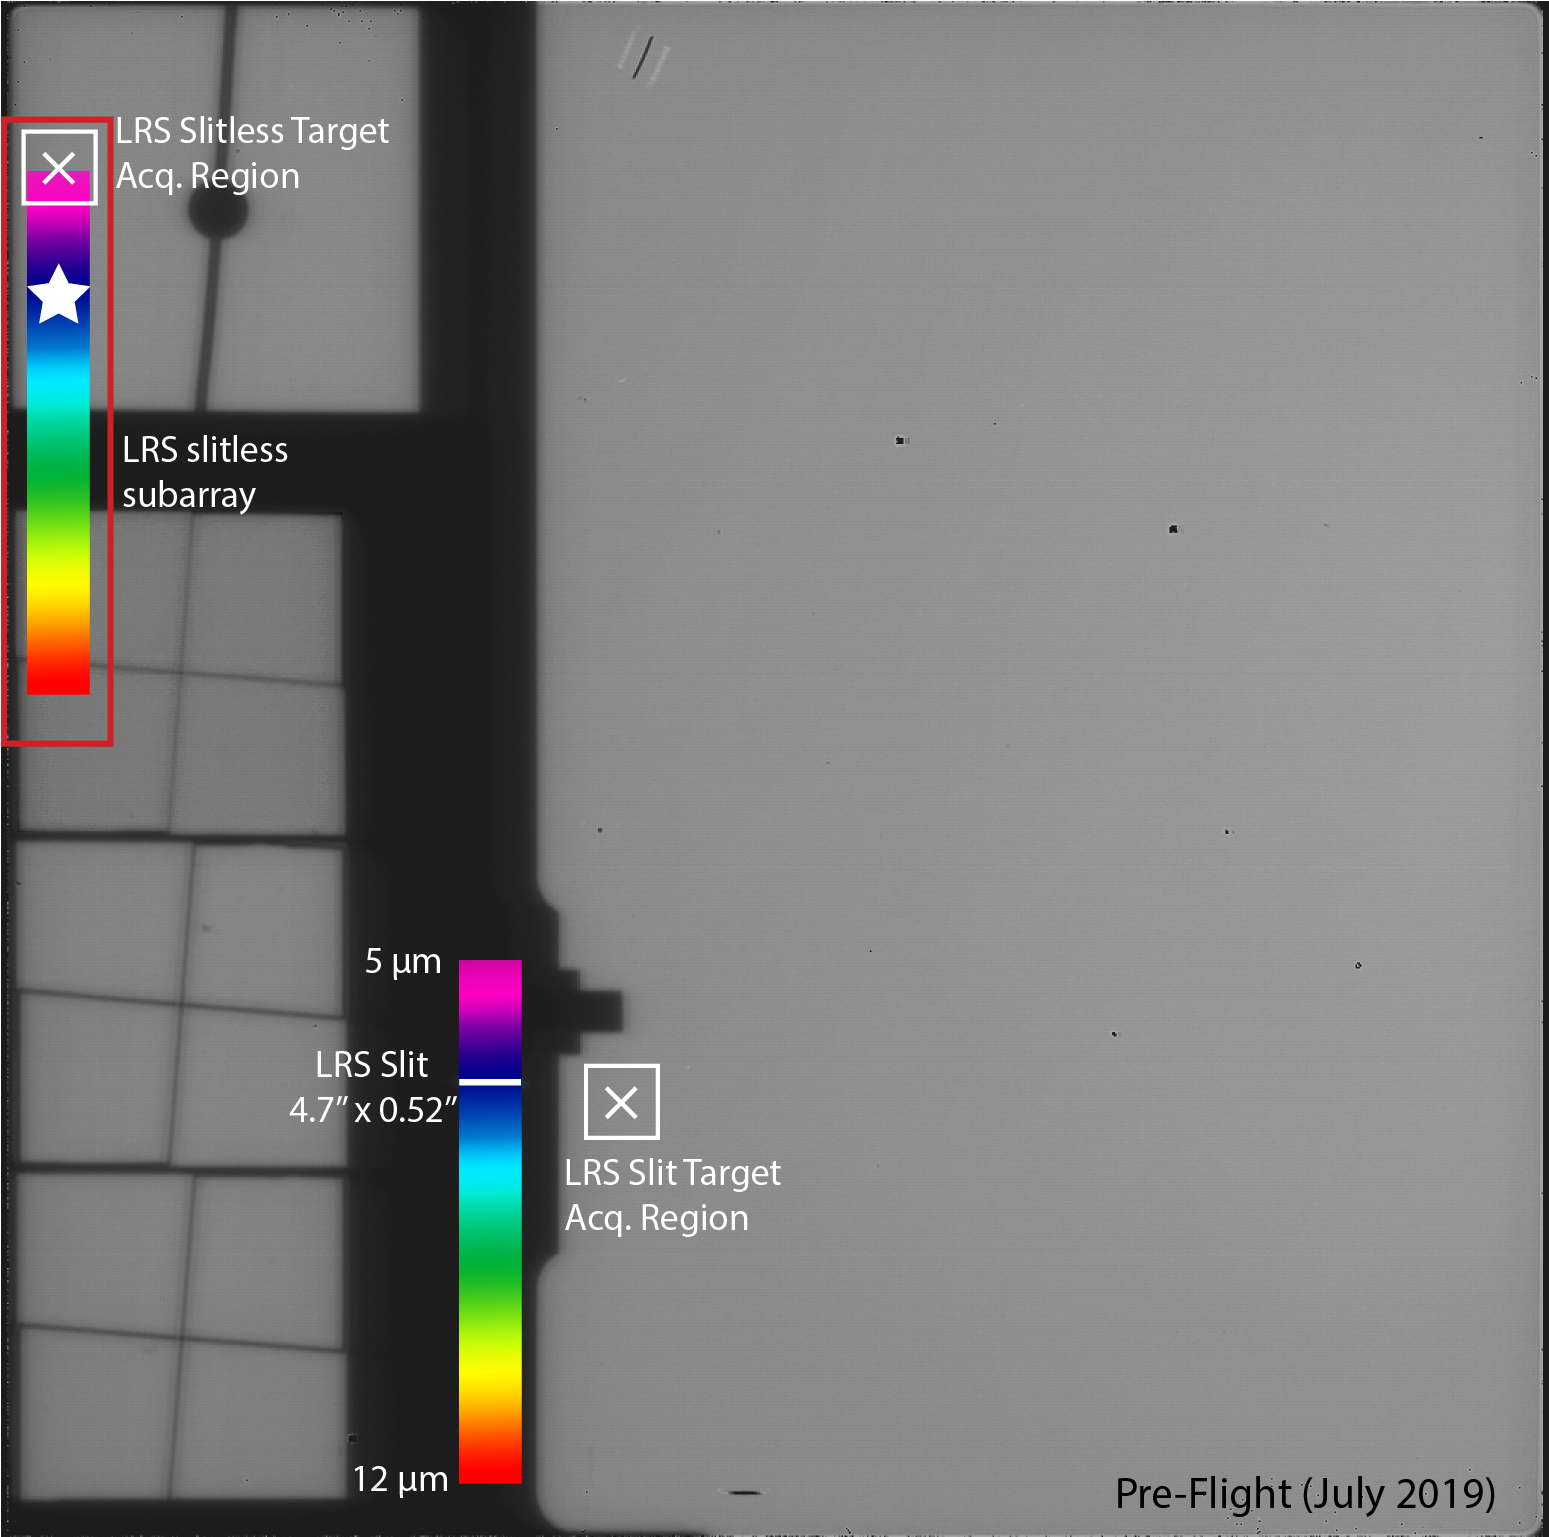 LRS Slitless Target
Acq. Region
LRS slitless
subarray
5 µm
LRS Slit
4.7” x 0.52”
LRS Slit Target
Acq. Region
12 µm
Pre-Flight (July 2019)